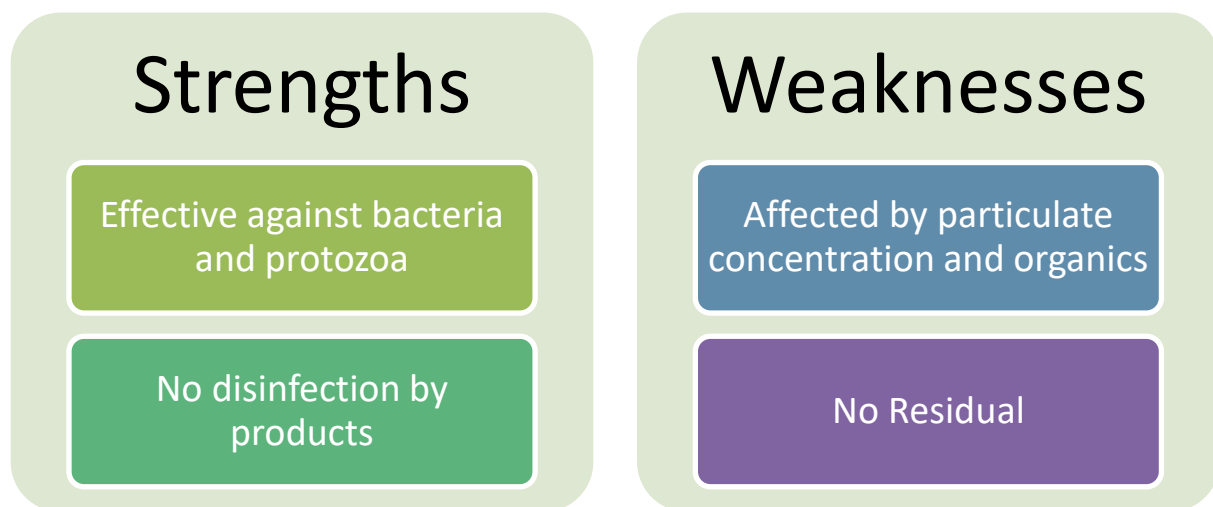 Strengths
Effective against bacteria
and protozoa
No disinfection by
products
Weaknesses
Affected by particulate
concentration and organics
No Residual